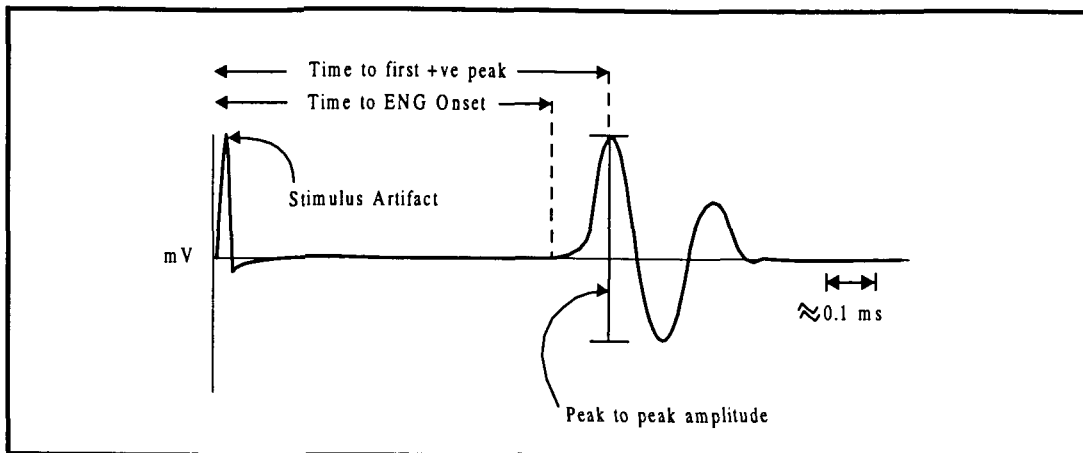 Time to first +ve peak
Time to ENG Onset
Stimulus Artifact
mV
≈0.1 ms
Peak to peak amplitude